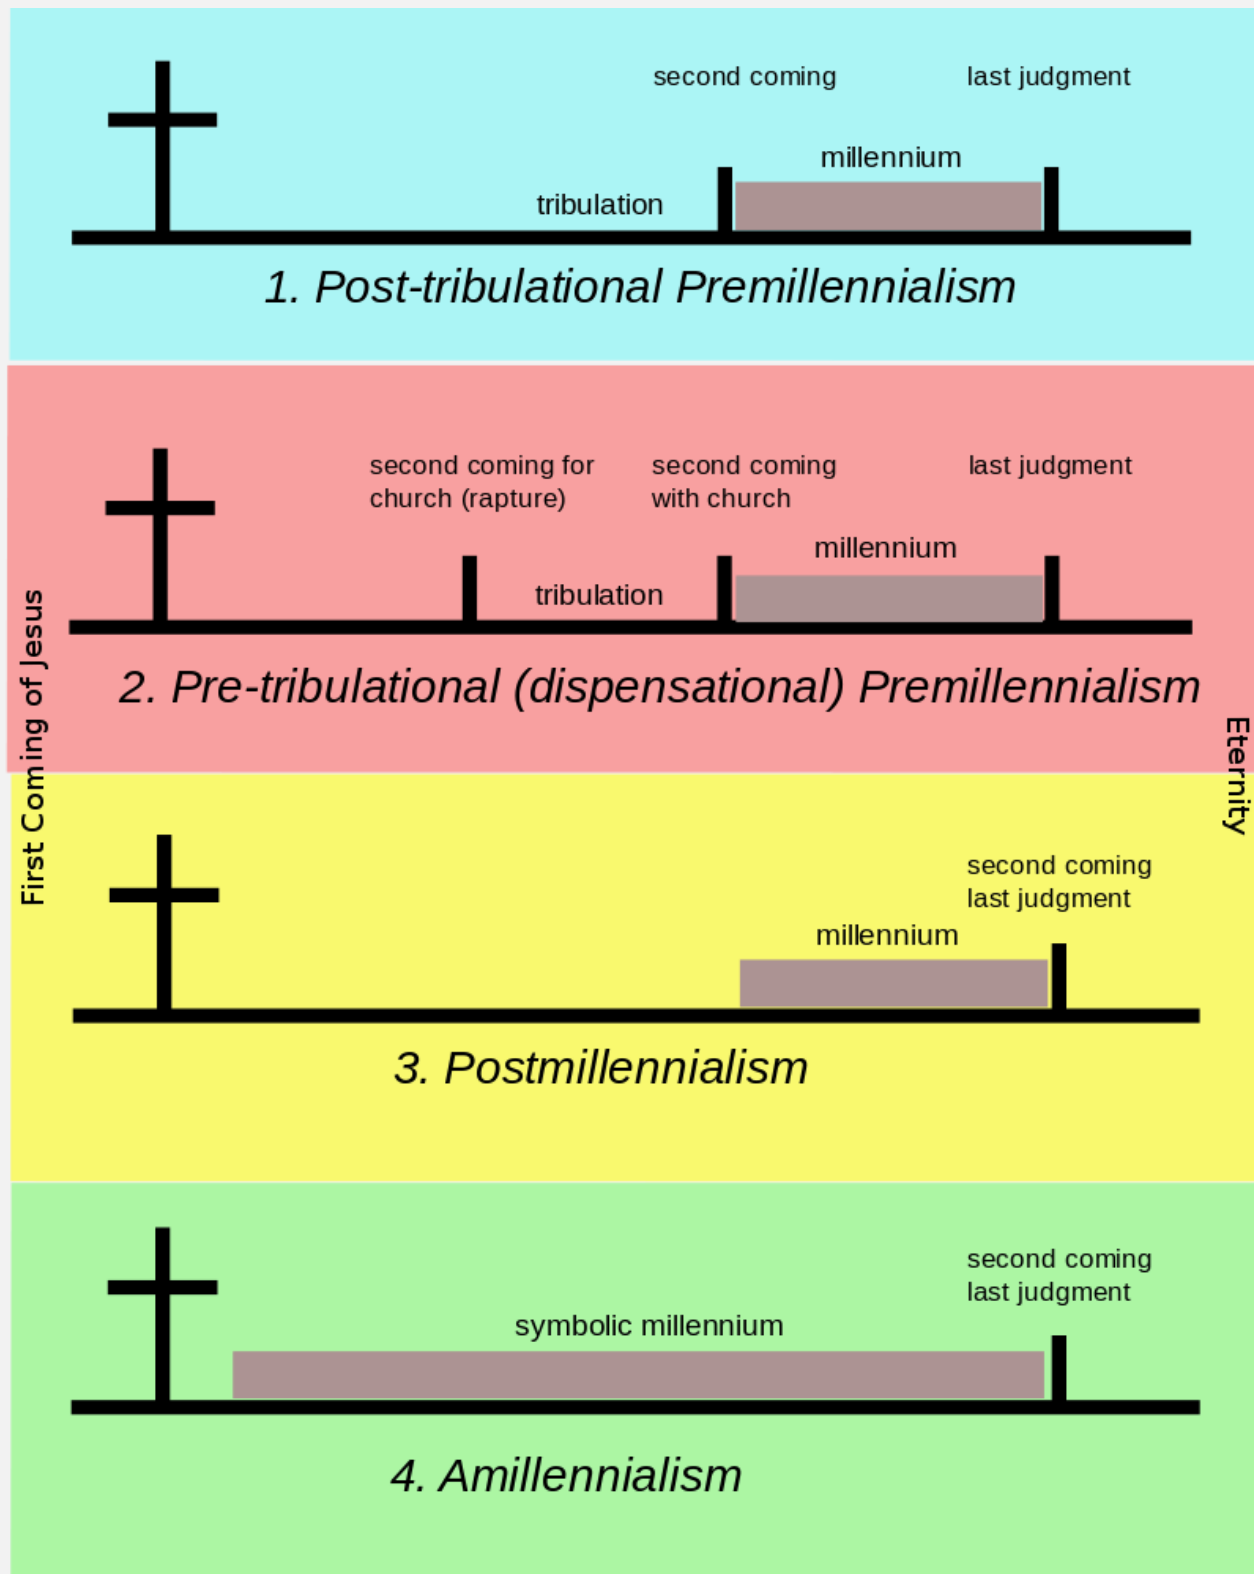 second coming
last judgment
millennium
tribulation
1. Post-tribulational Premillennialism
second coming for
church (rapture)
second coming
with church
last judgment
millennium
tribulation
2. Pre-tribulational (dispensational) Premillennialism
First Coming of Jesus
Eternity
second coming
last judgment
millennium
3. Postmillennialism
second coming
last judgment
symbolic millennium
4. Amillennialism